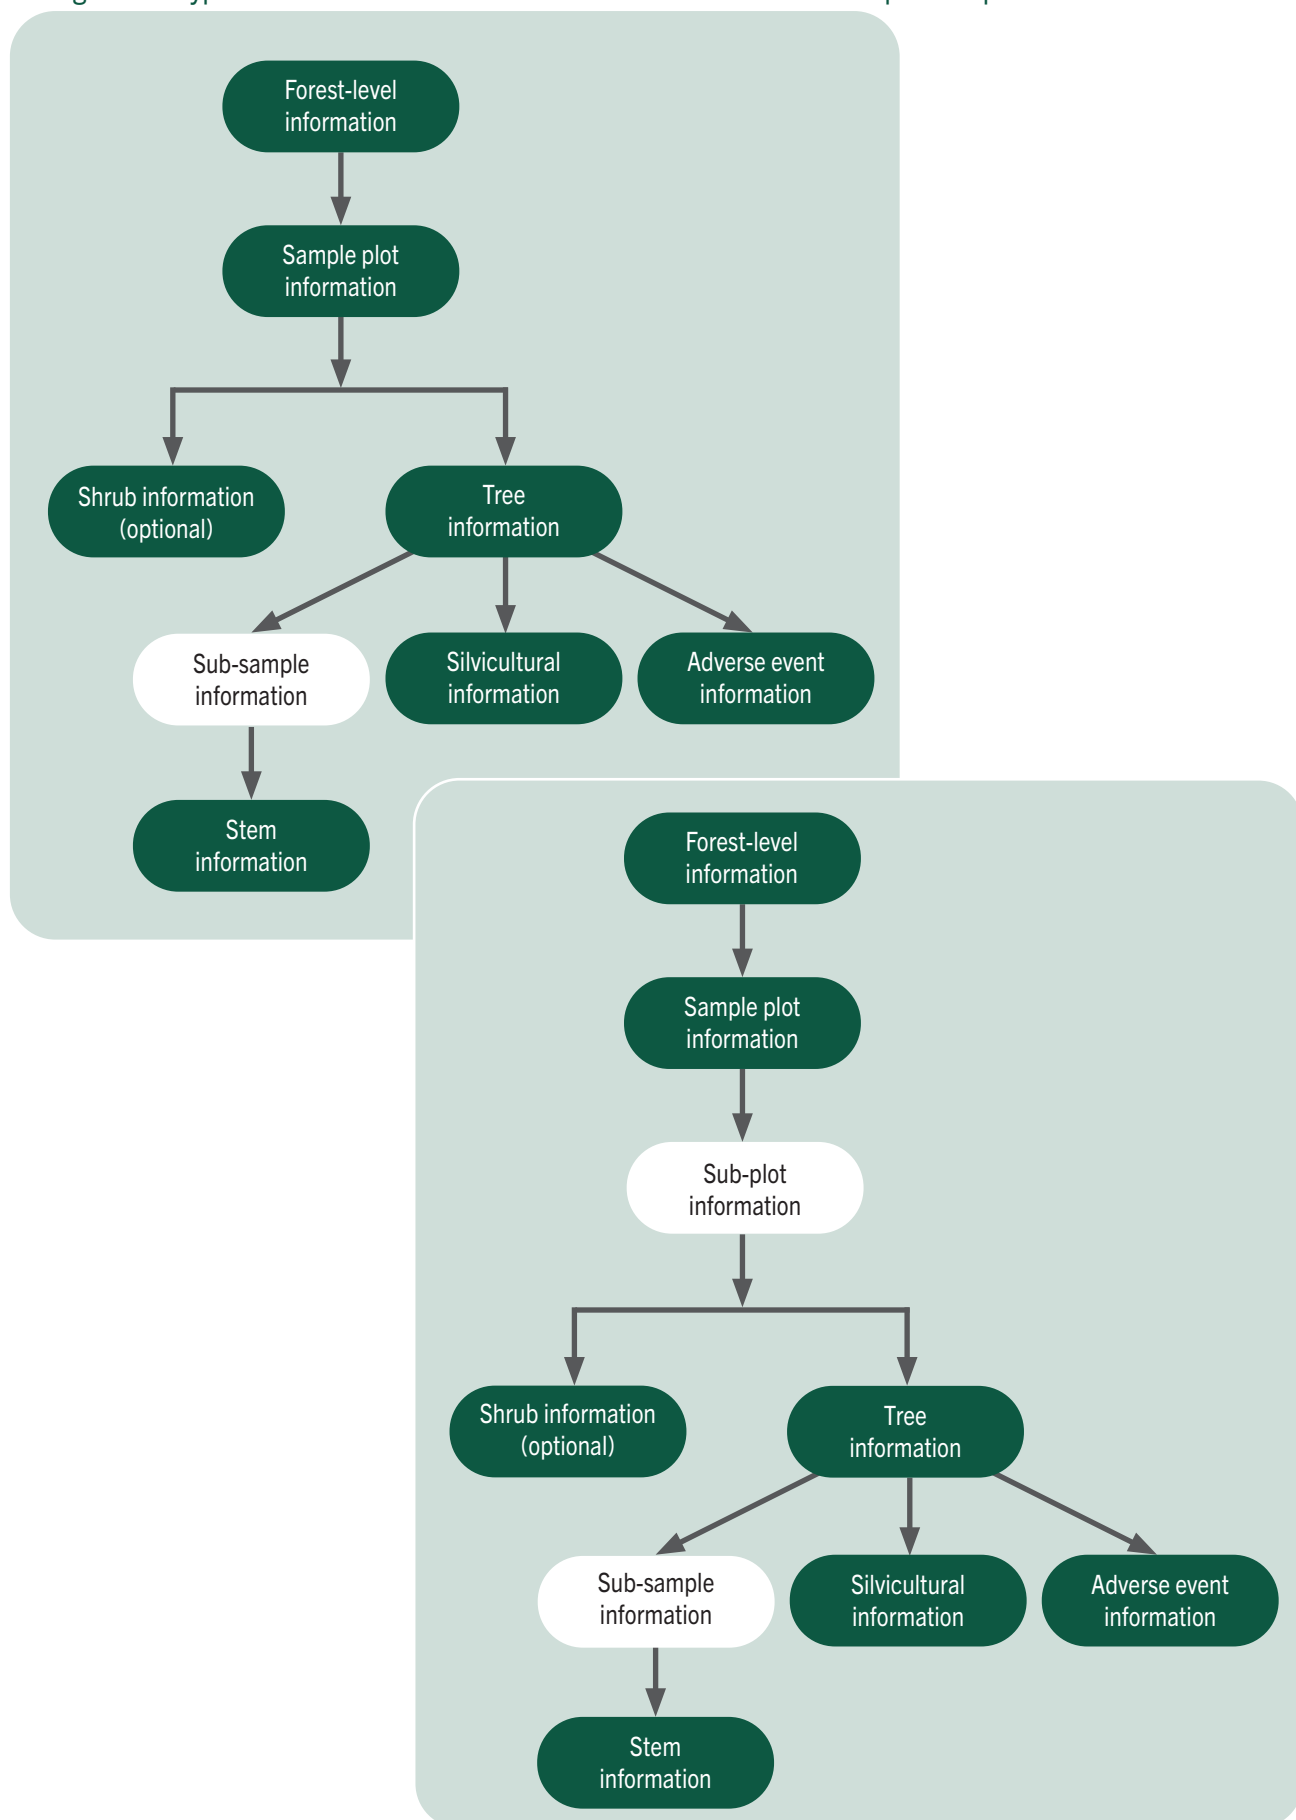 Forest-level
information
Sample plot
information
Shrub information
(optional)
Tree
information
Sub-sample
information
Silvicultural
information
Adverse event
information
Stem
information
Forest-level
information
Sample plot
information
Sub-plot
information
Shrub information
(optional)
Tree
information
Sub-sample
information
Silvicultural
information
Adverse event
information
Stem
information